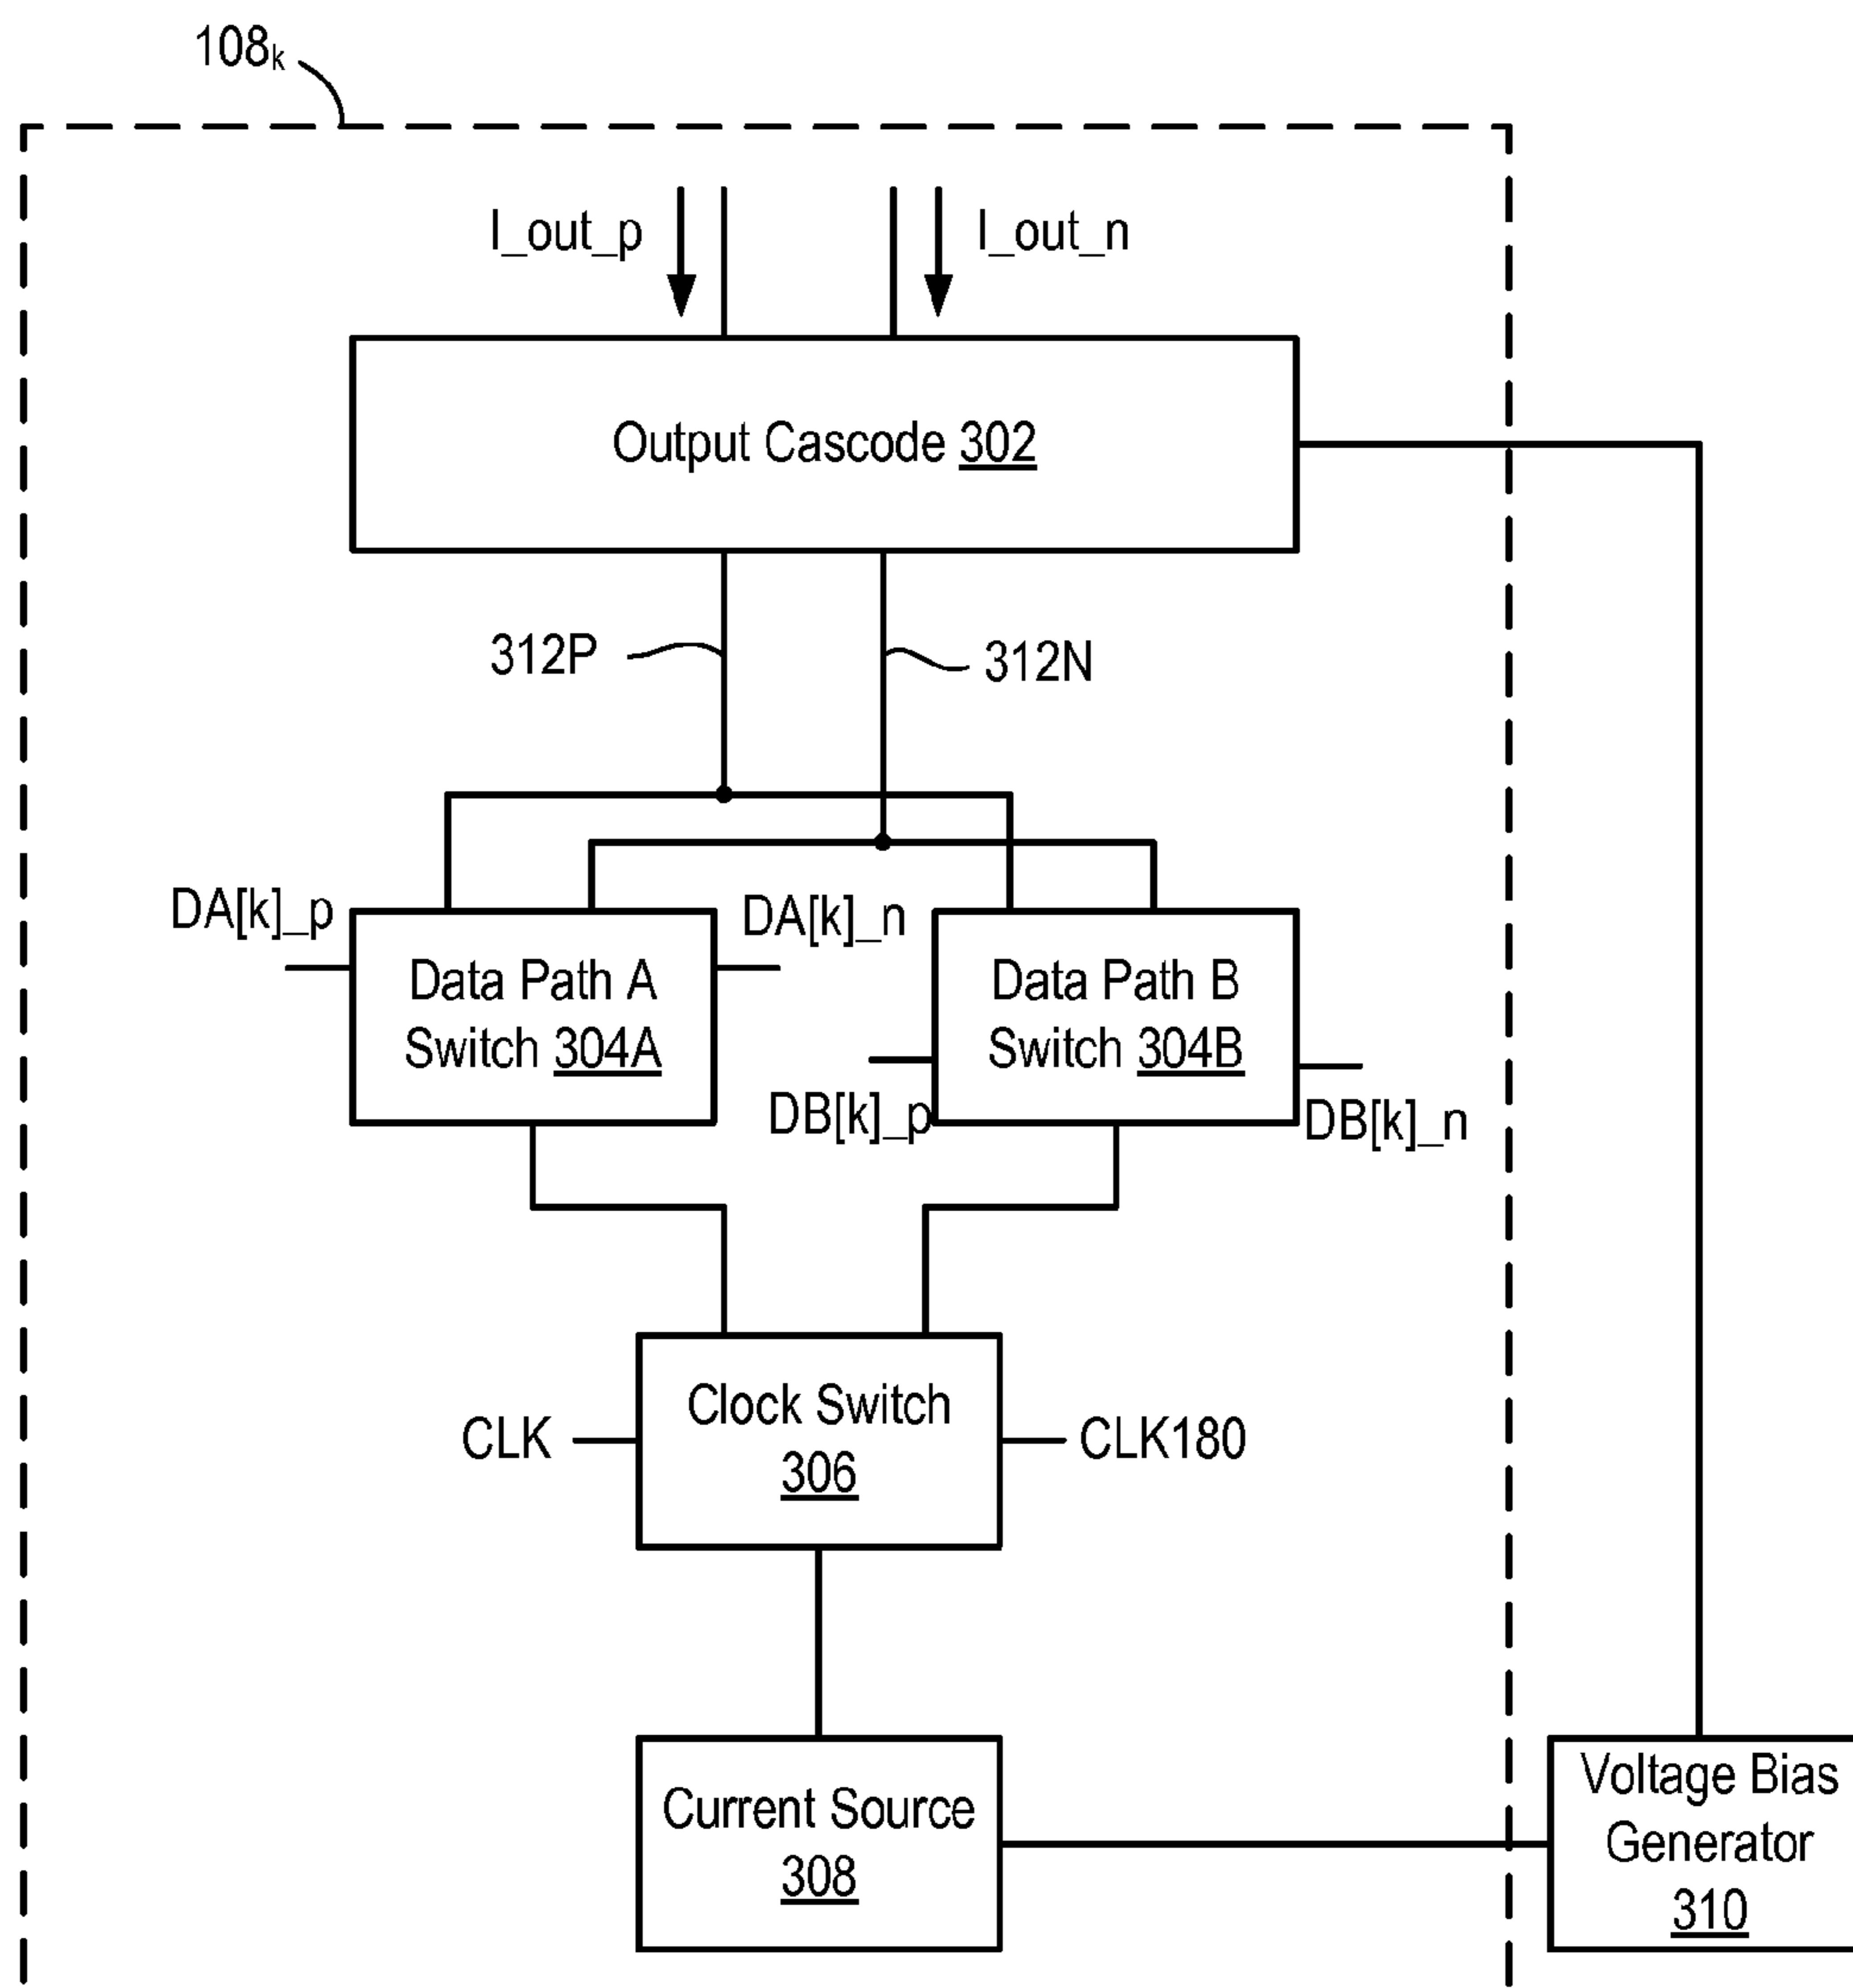 108k
I_out_p
I_out_n
Output Cascode 302
312P
312N
DA[k]_p
DA[k]_n
Data Path A
Switch 304A
Data Path B
Switch 304B
DB[k]_p
DB[k]_n
Clock Switch
306
CLK
CLK180
Current Source
308
Voltage Bias
Generator
310